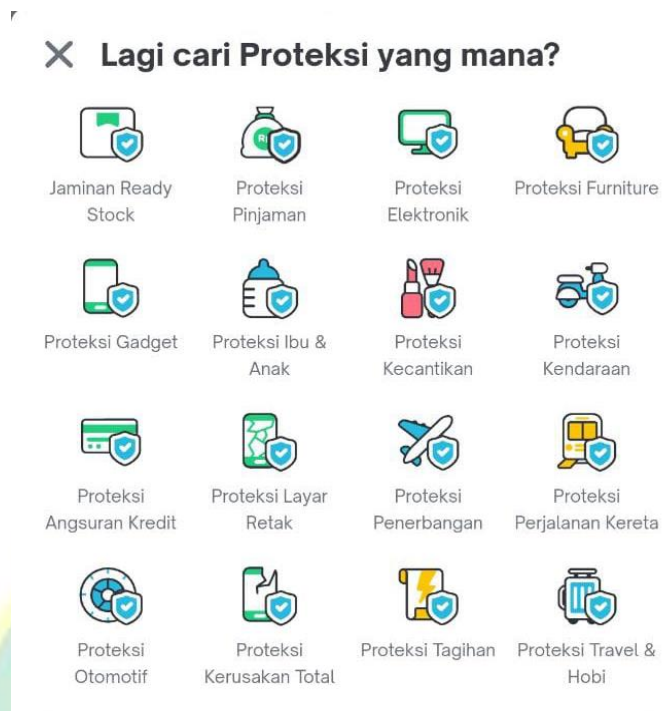 Lagi cari Proteksi yang mana?
Jaminan Ready
Stock
Proteksi
Pinjaman
Proteksi
Elektronik
Proteksi Furniture
Proteksi Gadget
Proteksi Ibu &
Anak
Proteksi
Kecantikan
Proteksi
Kendaraan
Proteksi
Angsuran Kredit
Proteksi Layar
Retak
Proteksi
Penerbangan
Proteksi
Perjalanan Kereta
Proteksi
Otomotif
Proteksi
Kerusakan Total
Proteksi Tagihan
Proteksi Travel &
Hobi